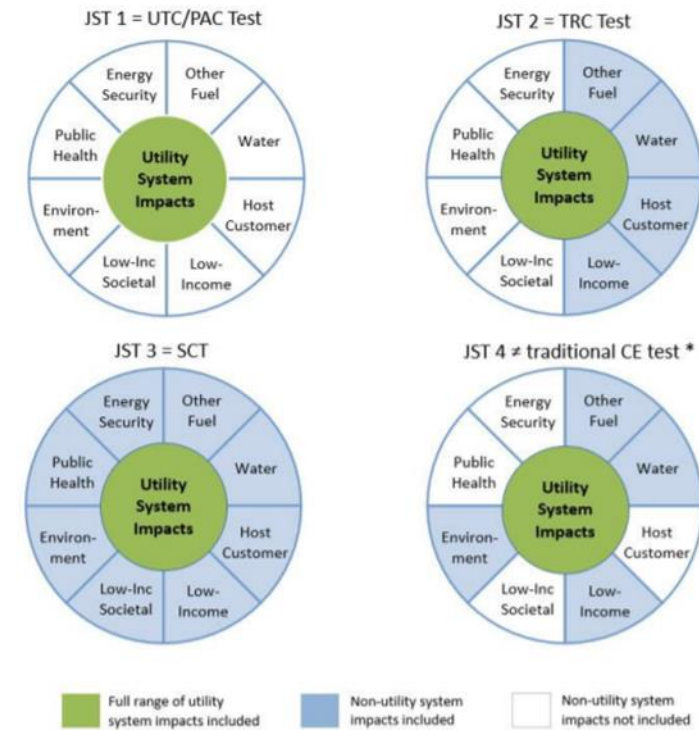 JST 1 = UTC/PAC Test
Energy
Security
Other
Fuel
Water
Host
Customer
Low-
Income
Low-Inc
Societal
Environ-
ment
Public
Health
Utility
System
Impacts
JST 2 = TRC Test
Energy
Security
Other
Fuel
Water
Host
Customer
Low-
Income
Low-Inc
Societal
Environ-
ment
Public
Health
Utility
System
Impacts
JST 3 = SCT
Energy
Security
Other
Fuel
Water
Host
Customer
Low-
Income
Low-Inc
Societal
Environ-
ment
Public
Health
Utility
System
Impacts
JST 4 ≠ traditional CE test *
Energy
Security
Other
Fuel
Water
Host
Customer
Low-
Income
Low-Inc
Societal
Environ-
ment
Public
Health
Utility
System
Impacts
Full range of utility
system impacts included
Non-utility system
impacts included
Non-utility system
impacts not included